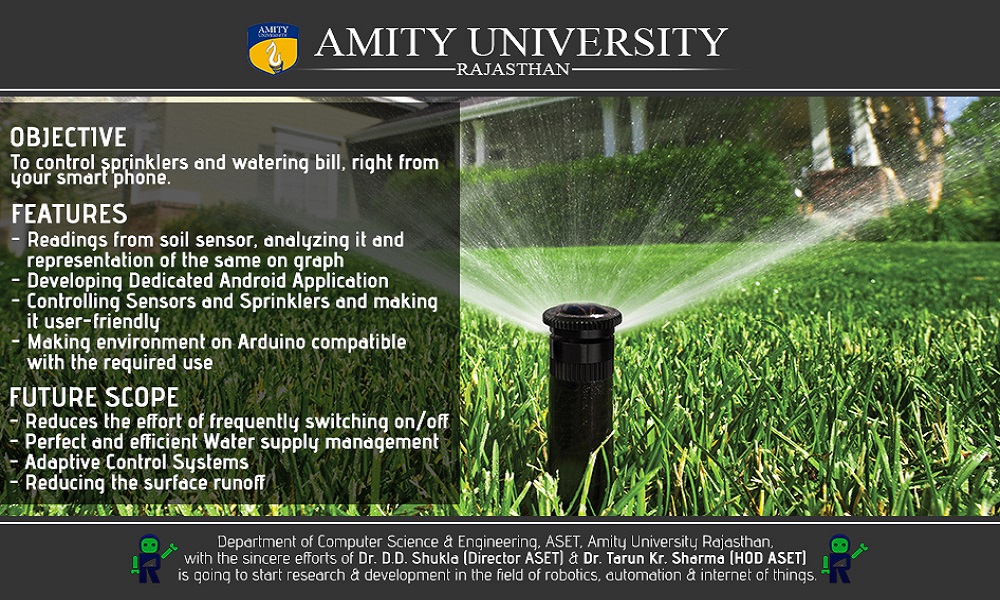 AMITY
UNIVERSITY
AMITY UNIVERSITY
RAJASTHAN
OBJECTIVE
To control sprinklers and watering bill, right from
your smart phone.
FEATURES
- Readings from soil sensor, analyzing it and
representation of the same on graph
- Developing Dedicated Android Application
- Controlling Sensors and Sprinklers and making
it user-friendly
- Making environment on Arduino compatible
with the required use
FUTURE SCOPE
- Reduces the effort of frequently switching on/off
- Perfect and efficient Water supply management
- Adaptive Control Systems
- Reducing the surface runoff
Department of Computer Science & Engineering, ASET, Amity University Rajasthan,
with the sincere efforts of Dr. D.D. Shukla (Director ASET) & Dr. Tarun Kr. Sharma (HOD ASET)
is going to start research & development in the field of robotics, automation & internet of things.